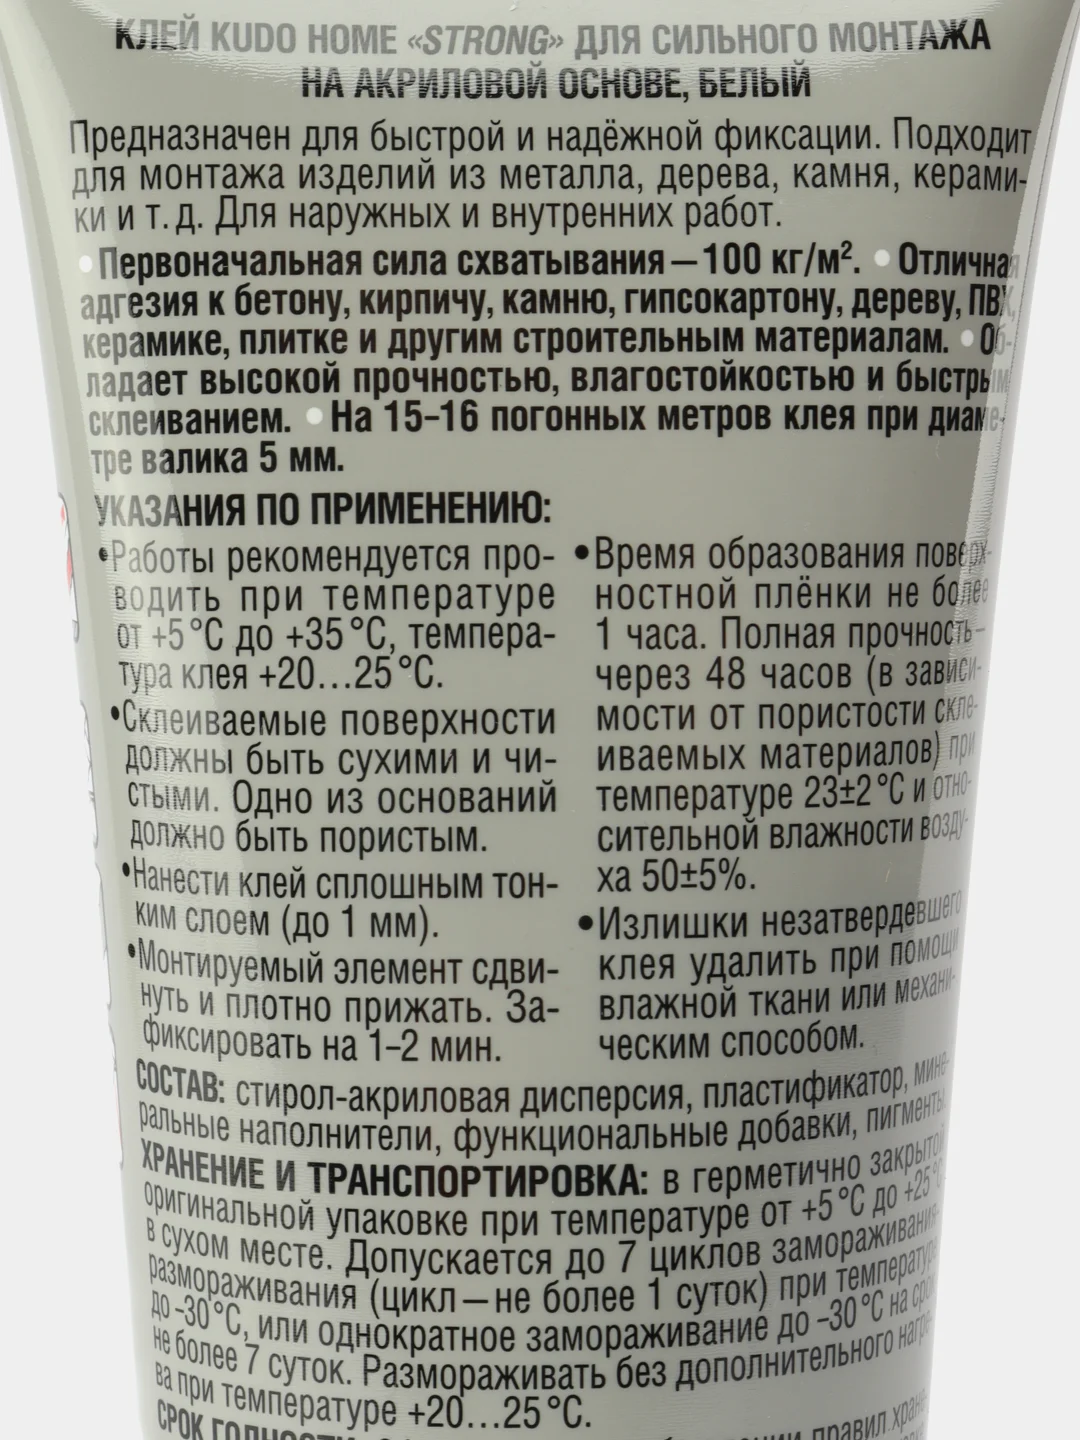 КЛЕЙ KUDO HOME «STRONG» ДЛЯ СИЛЬНОГО МОНТАЖА
НА АКРИЛОВОЙ ОСНОВЕ, БЕЛЫЙ
Предназначен для быстрой и надёжной фиксации. Подходит
для монтажа изделий из металла, дерева, камня, керами-
ки и т.д. Для наружных и внутренних работ.
• Первоначальная сила схватывания – 100 кг/м². • Отличная
адгезия к бетону, кирпичу, камню, гипсокартону, дереву, ПВХ,
керамике, плитке и другим строительным материалам. • Об-
ладает высокой прочностью, влагостойкостью и быстрым
склеиванием. • На 15-16 погонных метров клея при диаме-
тре валика 5 мм.
УКАЗАНИЯ ПО ПРИМЕНЕНИЮ:
• Работы рекомендуется про-
водить при температуре
от +5°С до +35°С, темпера-
тура клея +20...25°С.
• Склеиваемые поверхности
должны быть сухими и чи-
стыми. Одно из оснований
должно быть пористым.
• Нанести клей сплошным тон-
ким слоем (до 1 мм).
• Монтируемый элемент сдви-
нуть и плотно прижать. За-
фиксировать на 1-2 мин.
• Время образования поверх-
ностной плёнки не более
1 часа. Полная прочность –
через 48 часов (в зависи-
мости от пористости скле-
иваемых материалов) при
температуре 23±2°С и отно-
сительной влажности возду-
ха 50±5%.
• Излишки незатвердевшего
клея удалить при помощи
влажной ткани или механи-
ческим способом.
СОСТАВ: стирол-акриловая дисперсия, пластификатор, мине-
ральные наполнители, функциональные добавки, пигменты.
ХРАНЕНИЕ И ТРАНСПОРТИРОВКА: в герметично закрытой
оригинальной упаковке при температуре от +5°С до +25°С
в сухом месте. Допускается до 7 циклов замораживания-
размораживания (цикл – не более 1 суток) при температуре
до -30°С, или однократное замораживание до -30°С на срок
не более 7 суток. Размораживать без дополнительного нагре-
ва при температуре +20...25°С.
СРОК ГОДНОСТИ: правил хране-